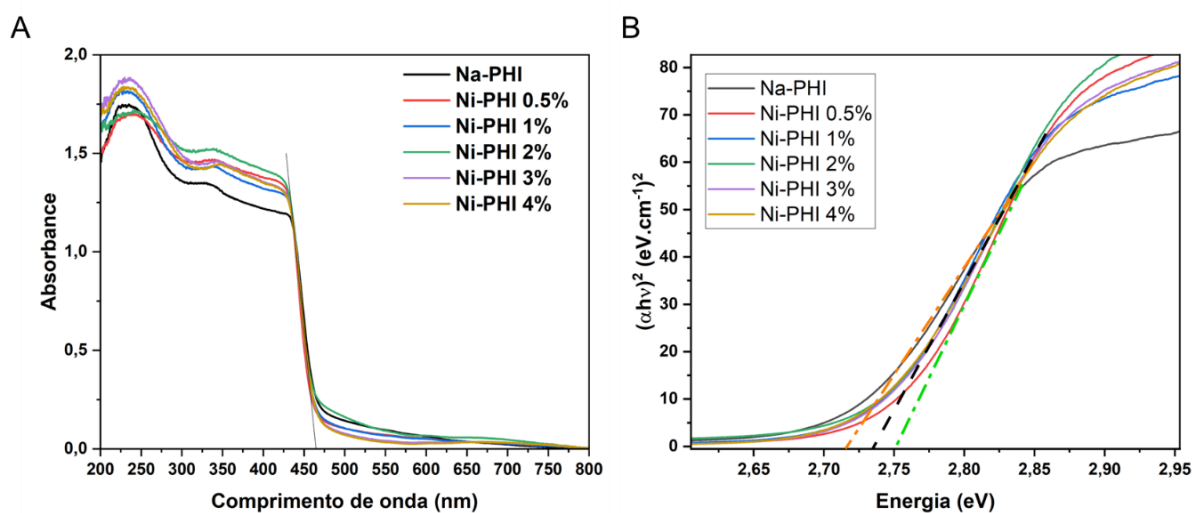 A
Absorbance
2,0
1,5
1,0
0,5
0,0
200 250 300 350 400 450 500 550 600 650 700 750 800
Comprimento de onda (nm)
Na-PHI
Ni-PHI 0.5%
Ni-PHI 1%
Ni-PHI 2%
Ni-PHI 3%
Ni-PHI 4%
B
(αhν)² (eV.cm⁻¹)²
80
70
60
50
40
30
20
10
0
2,65 2,70 2,75 2,80 2,85 2,90 2,95
Energia (eV)
Na-PHI
Ni-PHI 0.5%
Ni-PHI 1%
Ni-PHI 2%
Ni-PHI 3%
Ni-PHI 4%